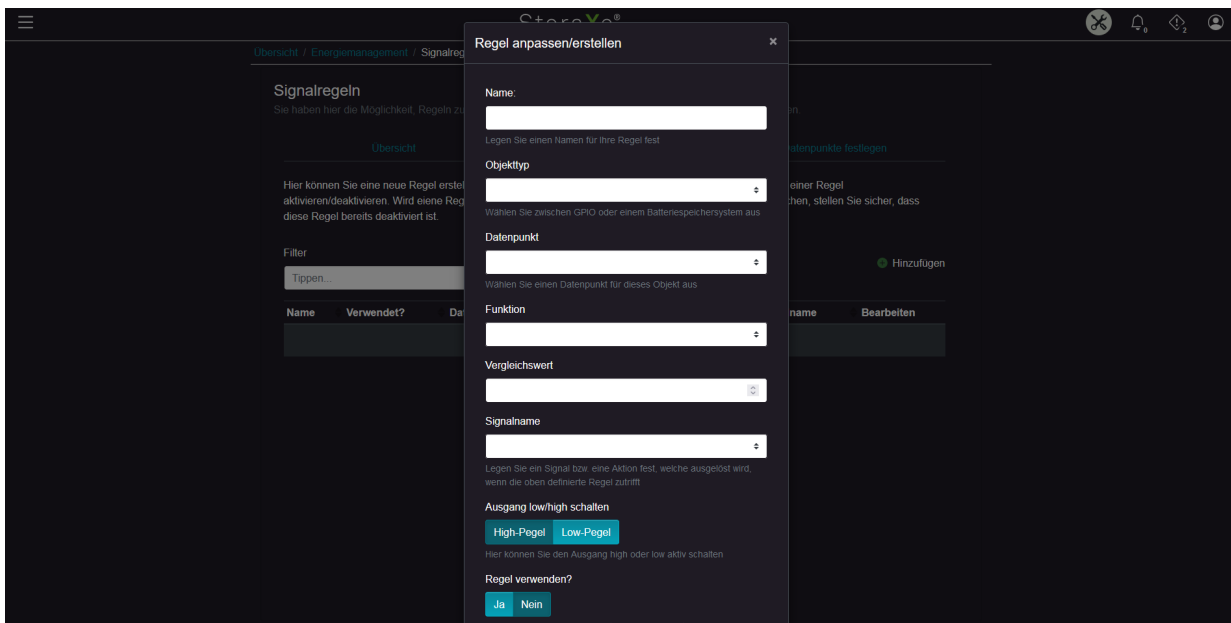 StoraXe®
0
2
Regel anpassen/erstellen ×
Übersicht / Energiemanagement / Signalreg
Signalregeln
Sie haben hier die Möglichkeit, Regeln zu
en.
Übersicht
Datenpunkte festlegen
Hier können Sie eine neue Regel erstel
einer Regel
aktivieren/deaktivieren. Wird eiene Reg
chen, stellen Sie sicher, dass
diese Regel bereits deaktiviert ist.
Filter
Tippen...
Hinzufügen
Name Verwendet? Da
name Bearbeiten
Name:
Legen Sie einen Namen für Ihre Regel fest
Objekttyp
Wählen Sie zwischen GPIO oder einem Batteriespeichersystem aus
Datenpunkt
Wählen Sie einen Datenpunkt für dieses Objekt aus
Funktion
Vergleichswert
Signalname
Legen Sie ein Signal bzw. eine Aktion fest, welche ausgelöst wird,
wenn die oben definierte Regel zutrifft
Ausgang low/high schalten
High-Pegel Low-Pegel
Hier können Sie den Ausgang high oder low aktiv schalten
Regel verwenden?
Ja Nein